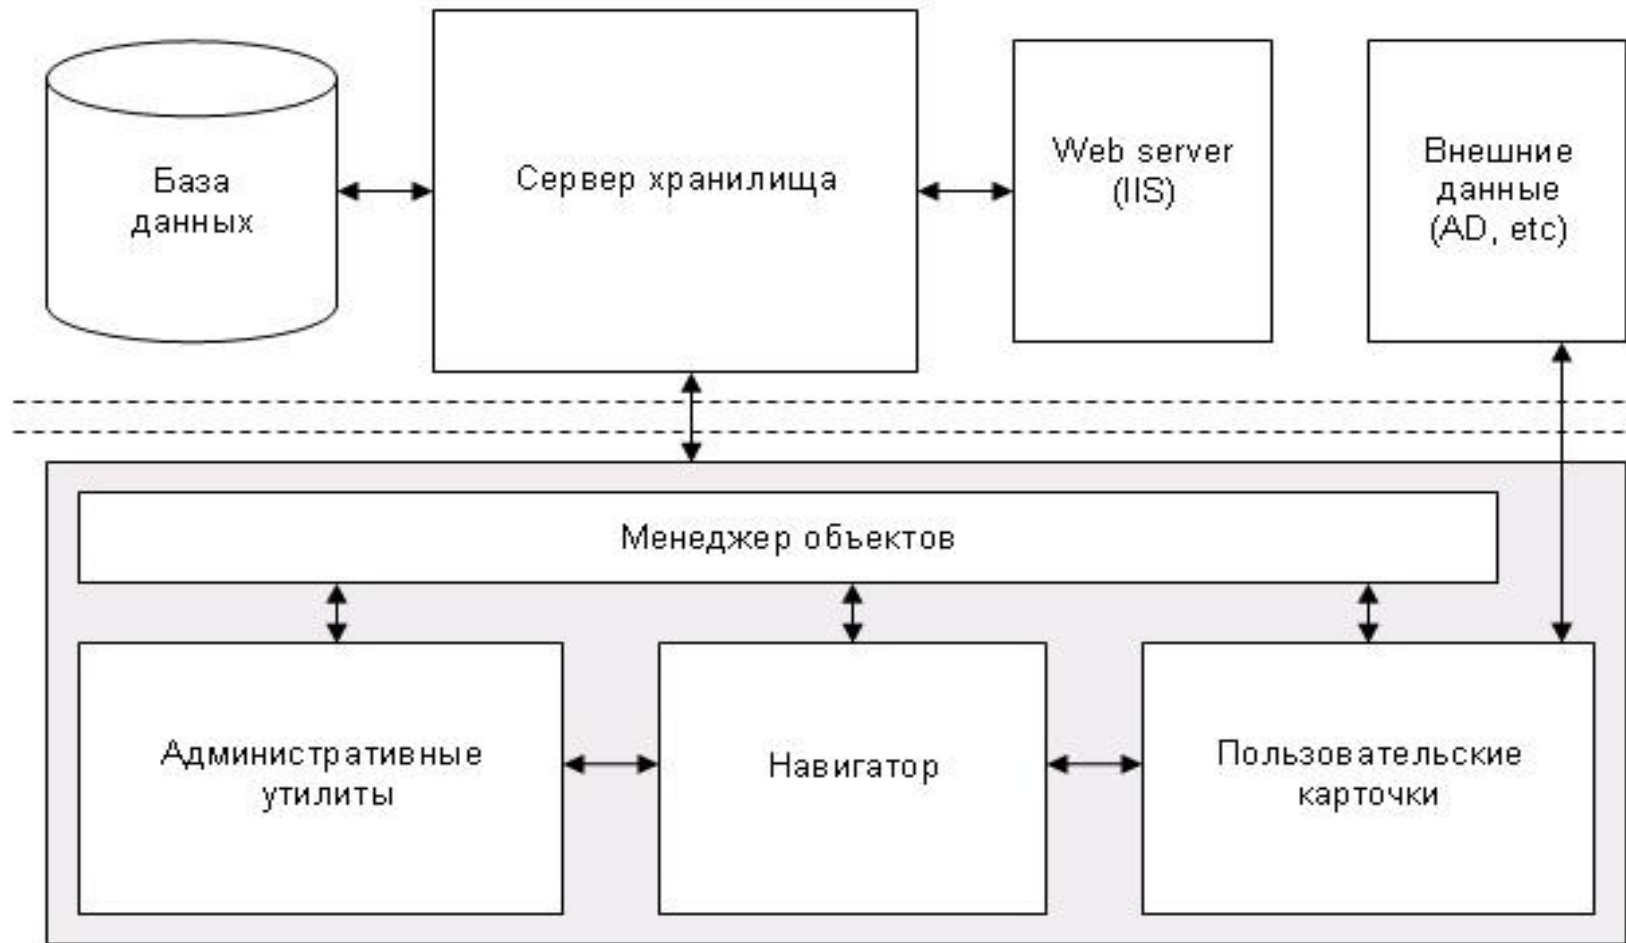 База
данных
Сервер хранилища
Web server
(IIS)
Внешние
данные
(AD, etc)
Менеджер объектов
Административные
утилиты
Навигатор
Пользовательские
карточки